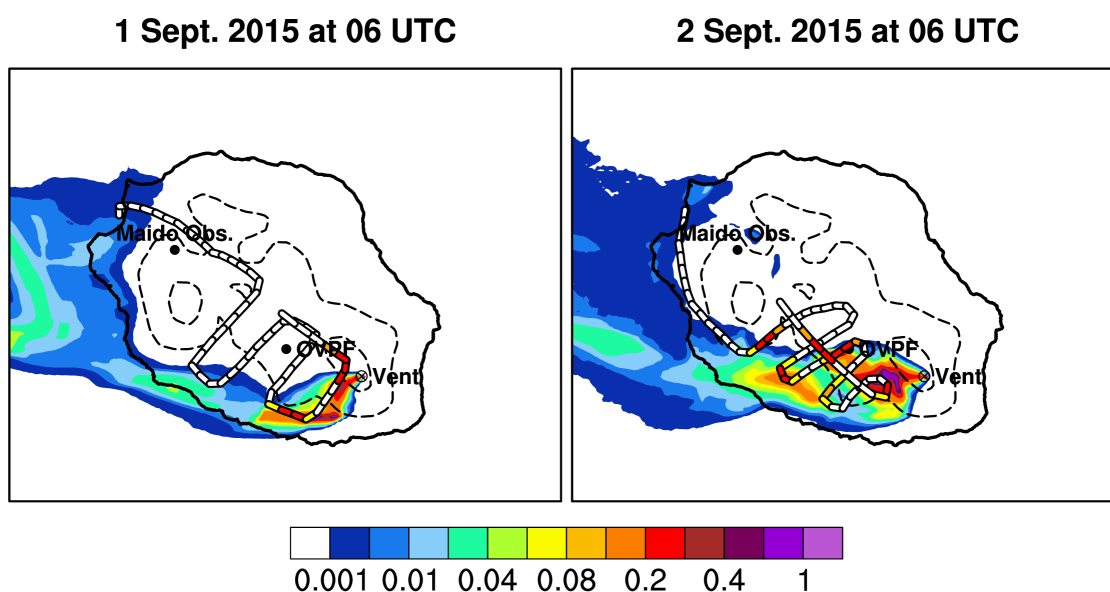 1 Sept. 2015 at 06 UTC
2 Sept. 2015 at 06 UTC
Maido Obs.
OVPF
Vent
Maido Obs.
OVPF
Vent
0.001 0.01 0.04 0.08 0.2 0.4 1